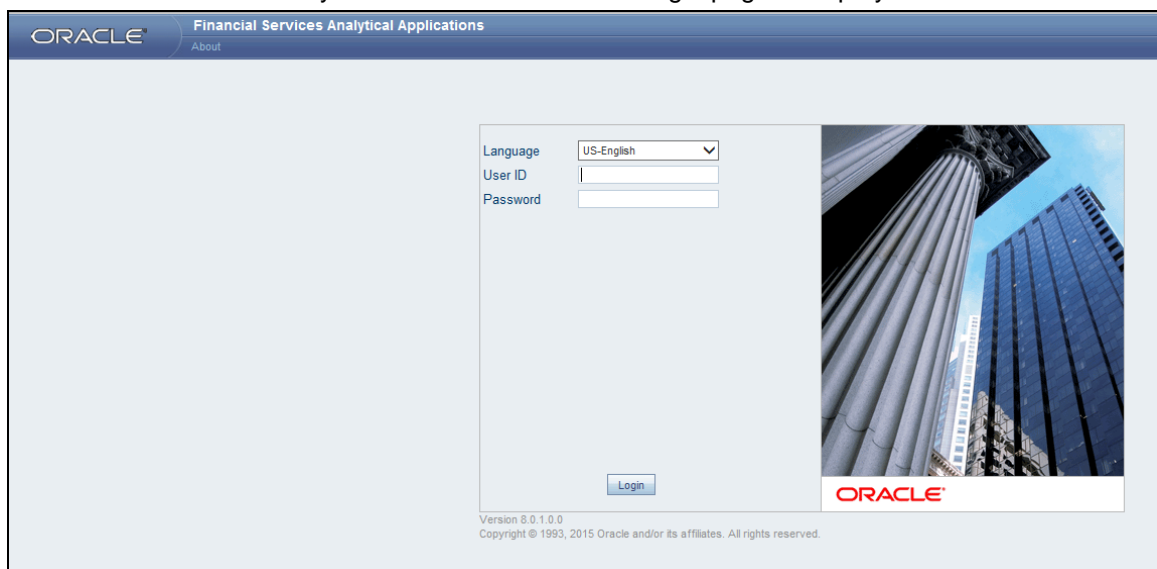 ORACLE®
Financial Services Analytical Applications
About
Language US-English
User ID
Password
Login
ORACLE®
Version 8.0.1.0.0
Copyright © 1993, 2015 Oracle and/or its affiliates. All rights reserved.